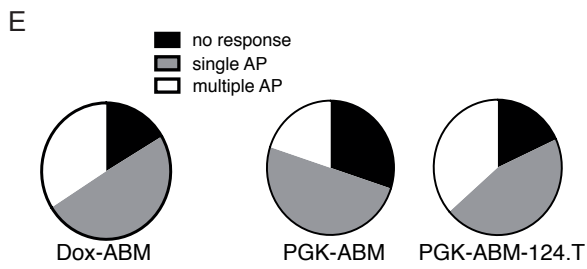 E
no response
single AP
multiple AP
Dox-ABM
PGK-ABM
PGK-ABM-124.T